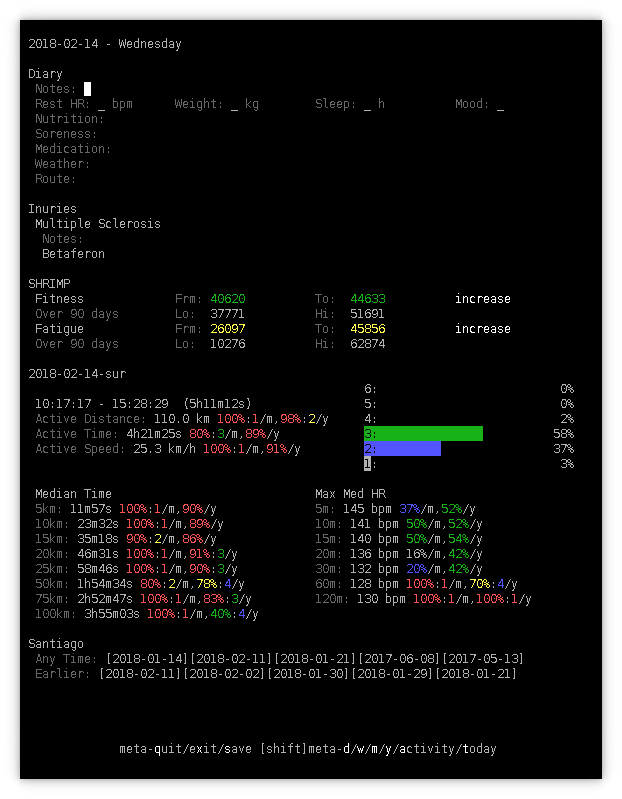 2018-02-14 - Wednesday
Diary
Notes:
Rest HR: _ bpm Weight: _ kg Sleep: _ h Mood: _
Nutrition:
Soreness:
Medication:
Weather:
Route:
Inuries
Multiple Sclerosis
Notes:
Betaferon
SHRIMP
Fitness Frm: 40620 To: 44633 increase
Over 90 days Lo: 37771 Hi: 51691
Fatigue Frm: 26097 To: 45856 increase
Over 90 days Lo: 10276 Hi: 62874
2018-02-14-sur
6: 0%
10:17:17 - 15:28:29 (5h11m12s) 5: 0%
Active Distance: 110.0 km 100%:1/m,98%:2/y 4: 2%
Active Time: 4h21m25s 80%:3/m,89%/y 3: 58%
Active Speed: 25.3 km/h 100%:1/m,91%/y 2: 37%
1: 3%
Median Time Max Med HR
5km: 11m57s 100%:1/m,90%/y 5m: 145 bpm 37%/m,52%/y
10km: 23m32s 100%:1/m,89%/y 10m: 141 bpm 50%/m,52%/y
15km: 35m18s 90%:2/m,86%/y 15m: 140 bpm 50%/m,54%/y
20km: 46m31s 100%:1/m,91%:3/y 20m: 136 bpm 16%/m,42%/y
25km: 58m46s 100%:1/m,90%:3/y 30m: 132 bpm 20%/m,42%/y
50km: 1h54m34s 80%:2/m,78%:4/y 60m: 128 bpm 100%:1/m,70%:4/y
75km: 2h52m47s 100%:1/m,83%:3/y 120m: 130 bpm 100%:1/m,100%:1/y
100km: 3h55m03s 100%:1/m,40%:4/y
Santiago
Any Time: [2018-01-14][2018-02-11][2018-01-21][2017-06-08][2017-05-13]
Earlier: [2018-02-11][2018-02-02][2018-01-30][2018-01-29][2018-01-21]
meta-quit/exit/save [shift]meta-d/w/m/y/activity/today